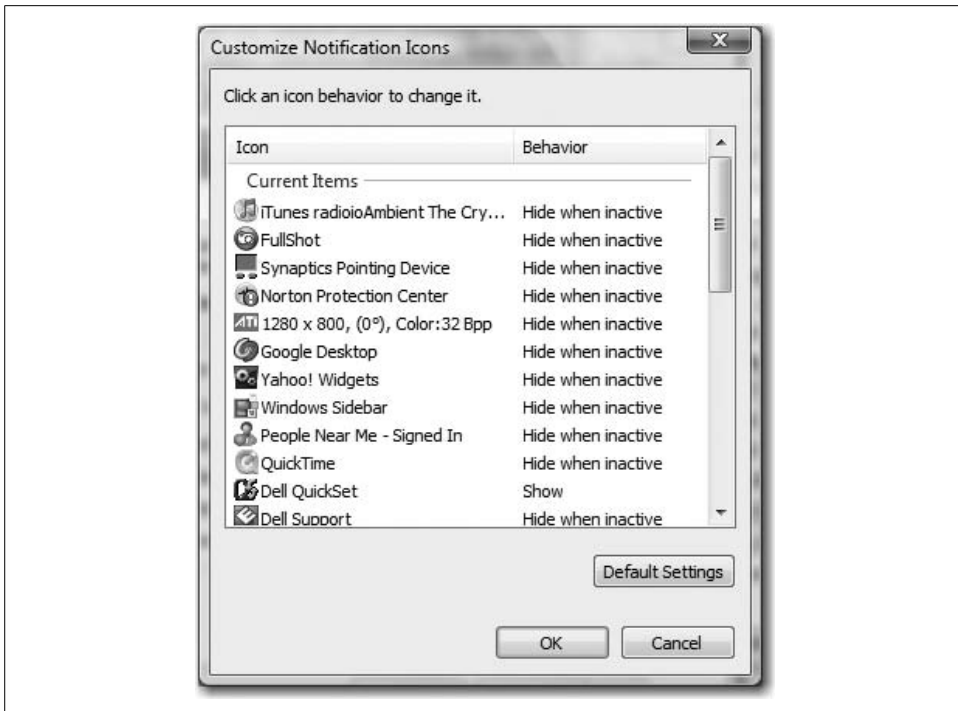 Customize Notification Icons
X
Click an icon behavior to change it.
Icon Behavior
Current Items
iTunes radioioAmbient The Cry... Hide when inactive
FullShot Hide when inactive
Synaptics Pointing Device Hide when inactive
Norton Protection Center Hide when inactive
ATI 1280 x 800, (0°), Color:32 Bpp Hide when inactive
Google Desktop Hide when inactive
Yahoo! Widgets Hide when inactive
Windows Sidebar Hide when inactive
People Near Me - Signed In Hide when inactive
QuickTime Hide when inactive
Dell QuickSet Show
Dell Support Hide when inactive
Default Settings
OK Cancel